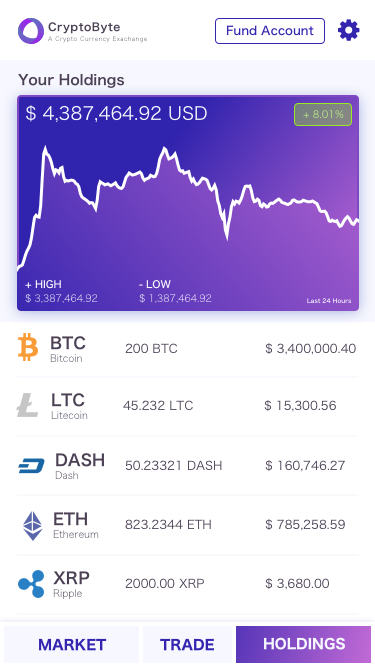 CryptoByte
A Crypto Currency Exachange
Fund Account
Your Holdings
$ 4,387,464.92 USD
+ 8.01%
+ HIGH
- LOW
$ 3,387,464.92
$ 1,387,464.92
Last 24 Hours
BTC
Bitcoin
200 BTC
$ 3,400,000.40
LTC
Litecoin
45.232 LTC
$ 15,300.56
DASH
Dash
50.23321 DASH
$ 160,746.27
ETH
Ethereum
823.2344 ETH
$ 785,258.59
XRP
Ripple
2000.00 XRP
$ 3,680.00
MARKET
TRADE
HOLDINGS